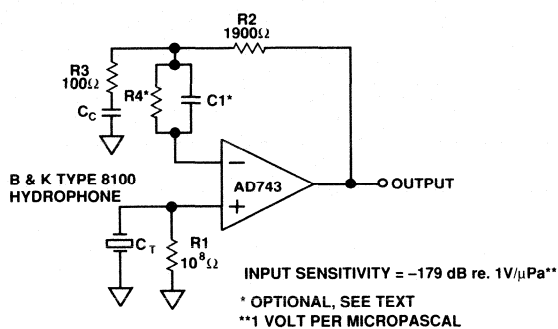 R2
1900Ω
R3
100Ω
R4*
C1*
CC
B & K TYPE 8100
HYDROPHONE
−
AD743
+
OUTPUT
CT
R1
10⁸Ω
INPUT SENSITIVITY = –179 dB re. 1V/µPa**
* OPTIONAL, SEE TEXT
**1 VOLT PER MICROPASCAL